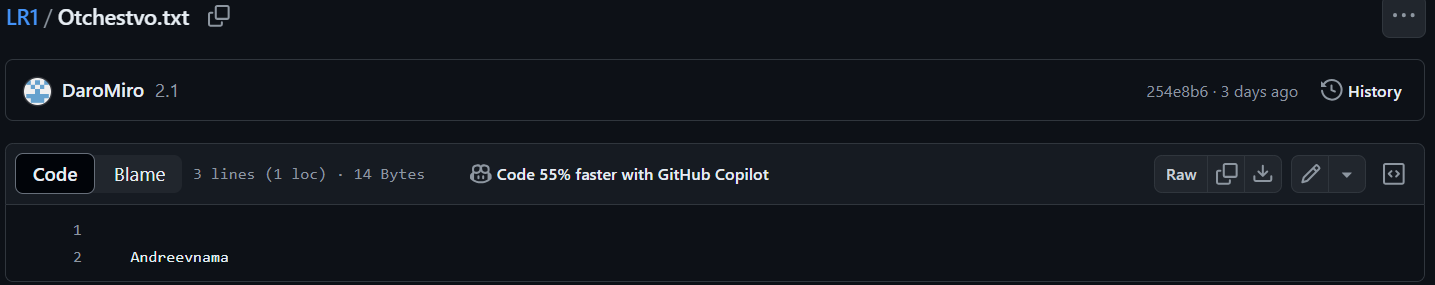 LR1 / Otchestvo.txt
DaroMiro 2.1 254e8b6 · 3 days ago History
Code Blame 3 lines (1 loc) · 14 Bytes Code 55% faster with GitHub Copilot Raw
1
2 Andreevnama